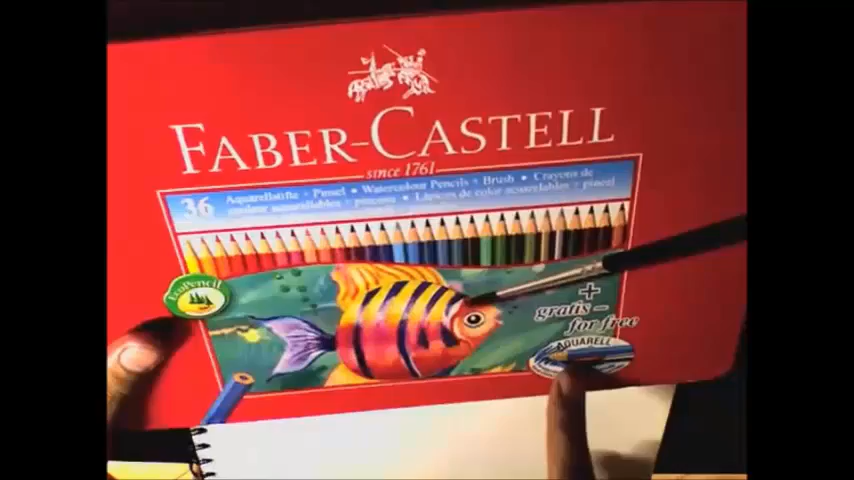 FABER-CASTELL
since 1761
36 Aquarellstifte + Pinsel • Watercolour Pencils + Brush • Crayons de
couleur aquarellables + pinceau • Lápices de color acuarelables + pincel
EcoPencil
+
gratis –
for free
AQUARELL